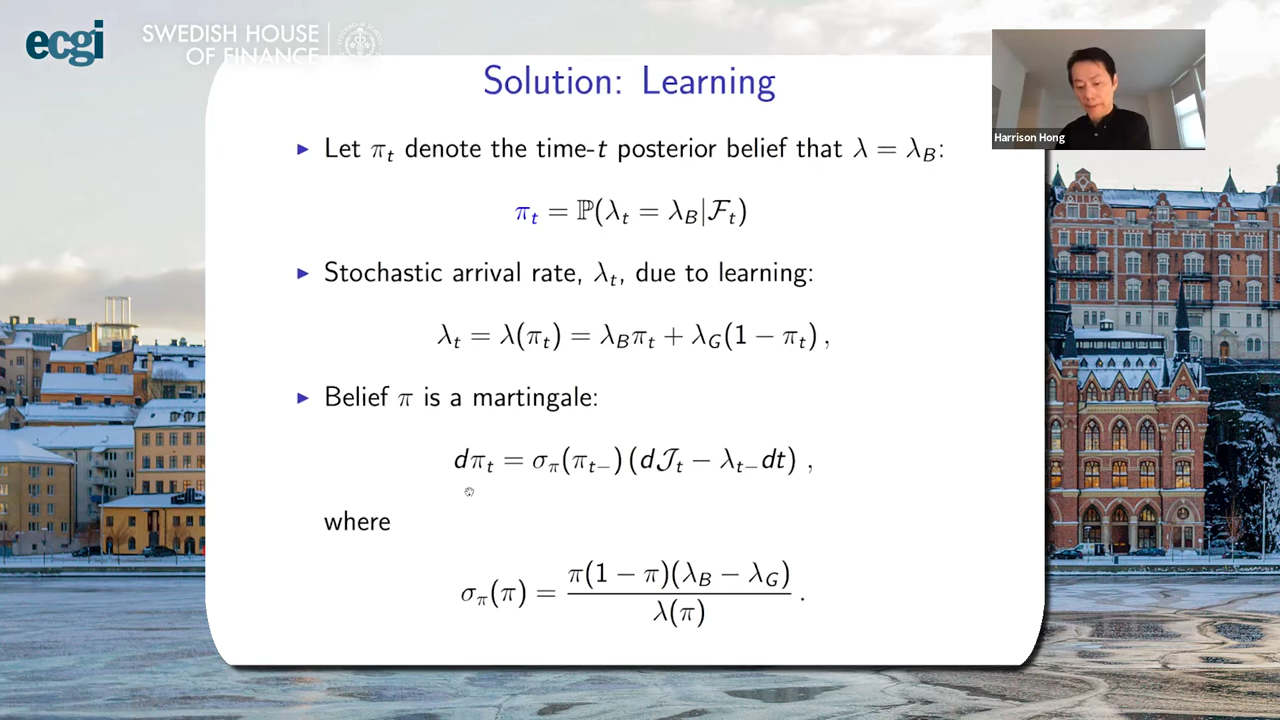 ecgi
SWEDISH HOUSE
OF FINANCE
Solution: Learning
Harrison Hong
▶ Let π_t denote the time-t posterior belief that λ = λ_B:
π_t = ℙ(λ_t = λ_B|ℱ_t)
▶ Stochastic arrival rate, λ_t, due to learning:
λ_t = λ(π_t) = λ_Bπ_t + λ_G(1 − π_t) ,
▶ Belief π is a martingale:
dπ_t = σ_π(π_{t−}) (d𝒥_t − λ_{t−}dt) ,
where
σ_π(π) = π(1 − π)(λ_B − λ_G) / λ(π) .